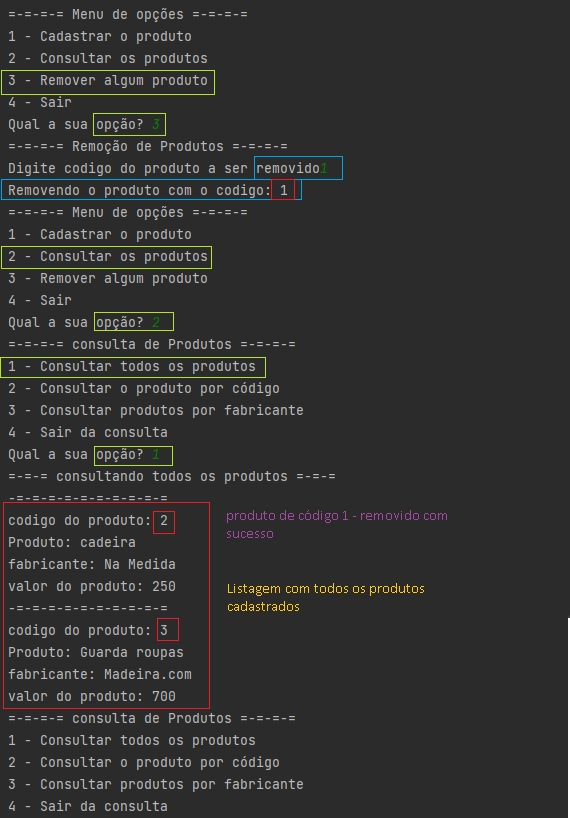 =-=-=-= Menu de opções =-=-=-=
1 - Cadastrar o produto
2 - Consultar os produtos
3 - Remover algum produto
4 - Sair
Qual a sua opção? 3
=-=-=-= Remoção de Produtos =-=-=-=
Digite codigo do produto a ser removido1
Removendo o produto com o codigo: 1
=-=-=-= Menu de opções =-=-=-=
1 - Cadastrar o produto
2 - Consultar os produtos
3 - Remover algum produto
4 - Sair
Qual a sua opção? 2
=-=-=-= consulta de Produtos =-=-=-=
1 - Consultar todos os produtos
2 - Consultar o produto por código
3 - Consultar produtos por fabricante
4 - Sair da consulta
Qual a sua opção? 1
=-=-= consultando todos os produtos =-=-=
-=-=-=-=-=-=-=-=-=-=
codigo do produto: 2
Produto: cadeira
fabricante: Na Medida
valor do produto: 250
-=-=-=-=-=-=-=-=-=-=
codigo do produto: 3
Produto: Guarda roupas
fabricante: Madeira.com
valor do produto: 700
produto de código 1 - removido com
sucesso
Listagem com todos os produtos
cadastrados
=-=-=-= consulta de Produtos =-=-=-=
1 - Consultar todos os produtos
2 - Consultar o produto por código
3 - Consultar produtos por fabricante
4 - Sair da consulta